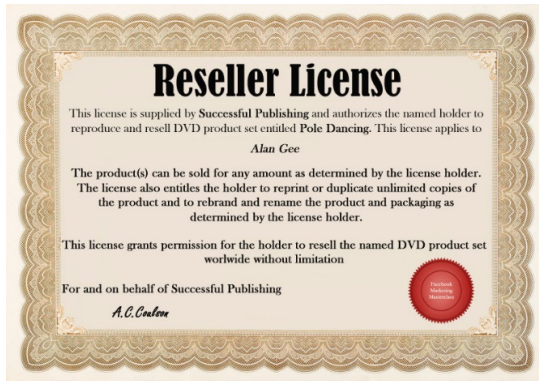 Reseller License
This license is supplied by Successful Publishing and authorizes the named holder to
reproduce and resell DVD product set entitled Pole Dancing. This license applies to
Alan Gee
The product(s) can be sold for any amount as determined by the license holder.
The license also entitles the holder to reprint or duplicate unlimited copies of
the product and to rebrand and rename the product and packaging as
determined by the license holder.
This license grants permission for the holder to resell the named DVD product set
worlwide without limitation
For and on behalf of Successful Publishing
A.C.Coulson
Facebook
Marketing
Masterclass